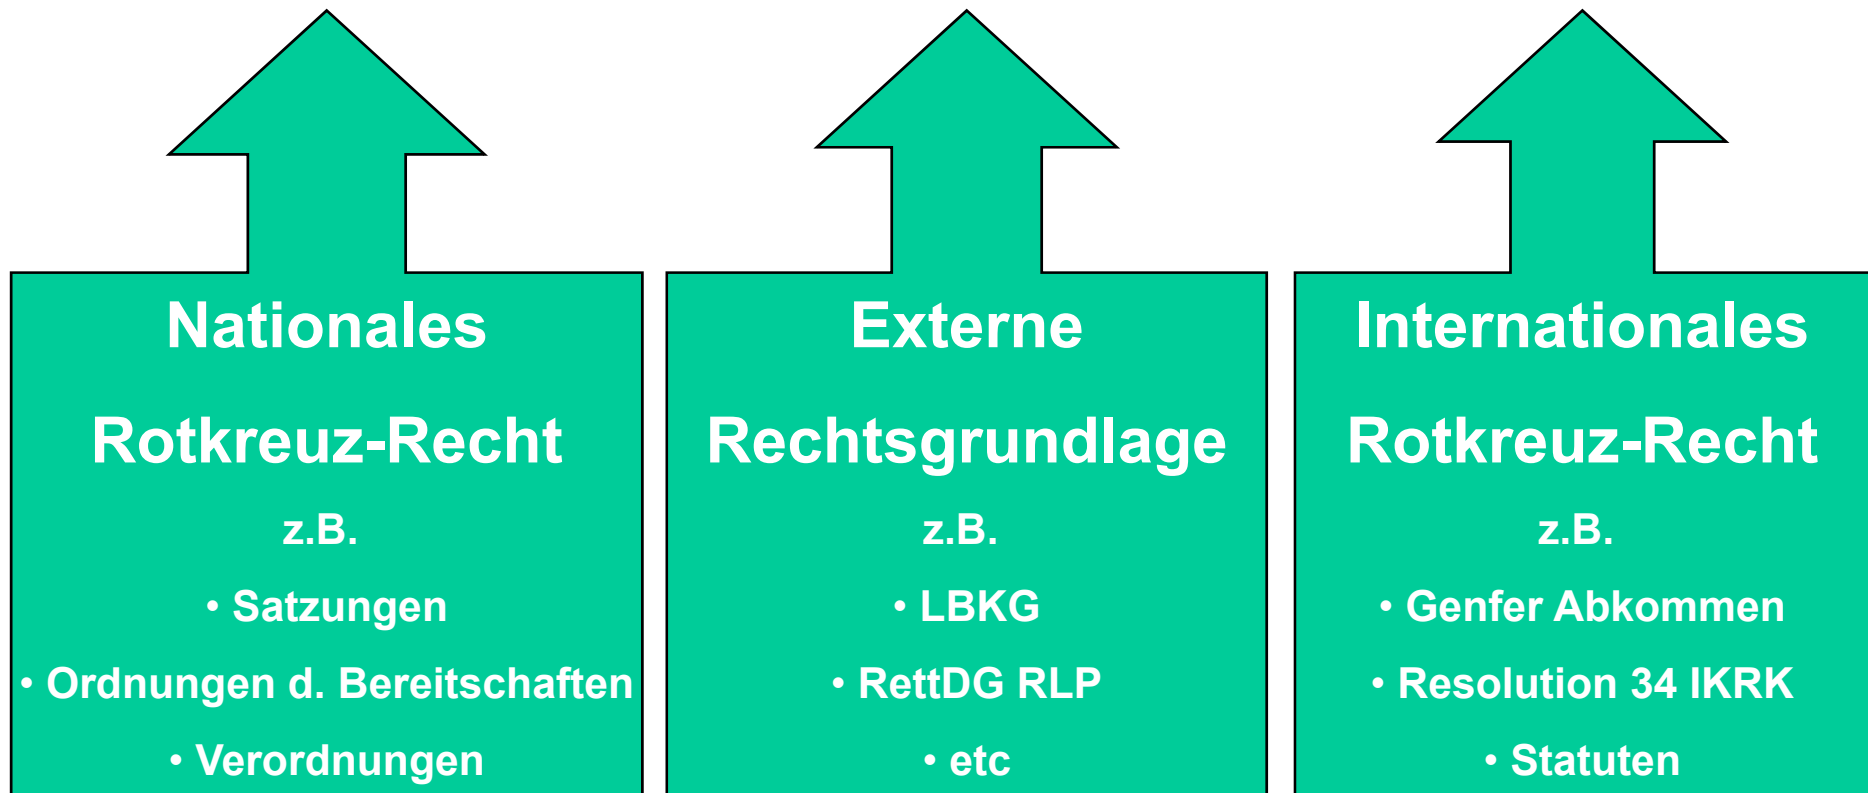 Nationales
Rotkreuz-Recht
z.B.
• Satzungen
• Ordnungen d. Bereitschaften
• Verordnungen
Externe
Rechtsgrundlage
z.B.
• LBKG
• RettDG RLP
• etc
Internationales
Rotkreuz-Recht
z.B.
• Genfer Abkommen
• Resolution 34 IKRK
• Statuten